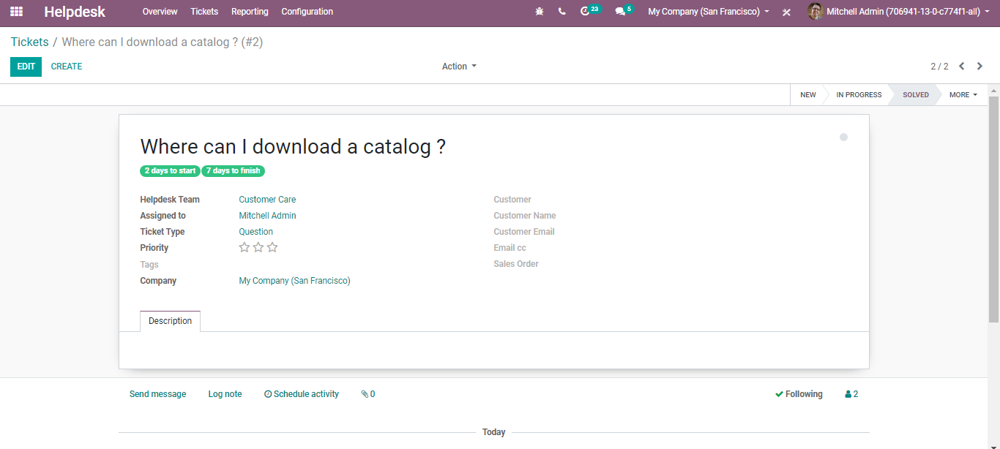 Helpdesk Overview Tickets Reporting Configuration 23 5 My Company (San Francisco) Mitchell Admin (706941-13-0-c774f1-all)
Tickets / Where can I download a catalog ? (#2)
EDIT CREATE Action 2 / 2
NEW IN PROGRESS SOLVED MORE
Where can I download a catalog ?
2 days to start 7 days to finish
Helpdesk Team Customer Care Customer
Assigned to Mitchell Admin Customer Name
Ticket Type Question Customer Email
Priority Email cc
Tags Sales Order
Company My Company (San Francisco)
Description
Send message Log note Schedule activity 0 Following 2
Today